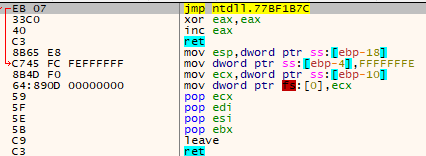 EB 07 jmp ntdll.77BF1B7C
33C0 xor eax,eax
40 inc eax
C3 ret
8B65 E8 mov esp,dword ptr ss:[ebp-18]
C745 FC FEFFFFFF mov dword ptr ss:[ebp-4],FFFFFFFE
8B4D F0 mov ecx,dword ptr ss:[ebp-10]
64:890D 00000000 mov dword ptr fs:[0],ecx
59 pop ecx
5F pop edi
5E pop esi
5B pop ebx
C9 leave
C3 ret